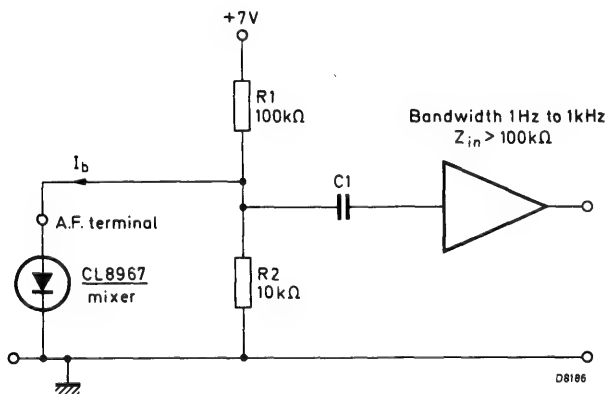 +7V
R1
100kΩ
Bandwidth 1Hz to 1kHz
Zin > 100kΩ
Ib
C1
A.F. terminal
CL8967
mixer
R2
10kΩ
D8186